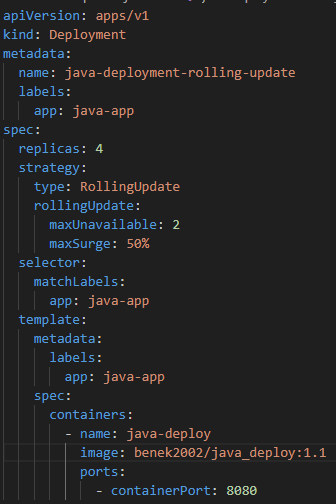 apiVersion: apps/v1
kind: Deployment
metadata:
  name: java-deployment-rolling-update
  labels:
    app: java-app
spec:
  replicas: 4
  strategy:
    type: RollingUpdate
    rollingUpdate:
      maxUnavailable: 2
      maxSurge: 50%
  selector:
    matchLabels:
      app: java-app
  template:
    metadata:
      labels:
        app: java-app
    spec:
      containers:
        - name: java-deploy
          image: benek2002/java_deploy:1.1
          ports:
            - containerPort: 8080